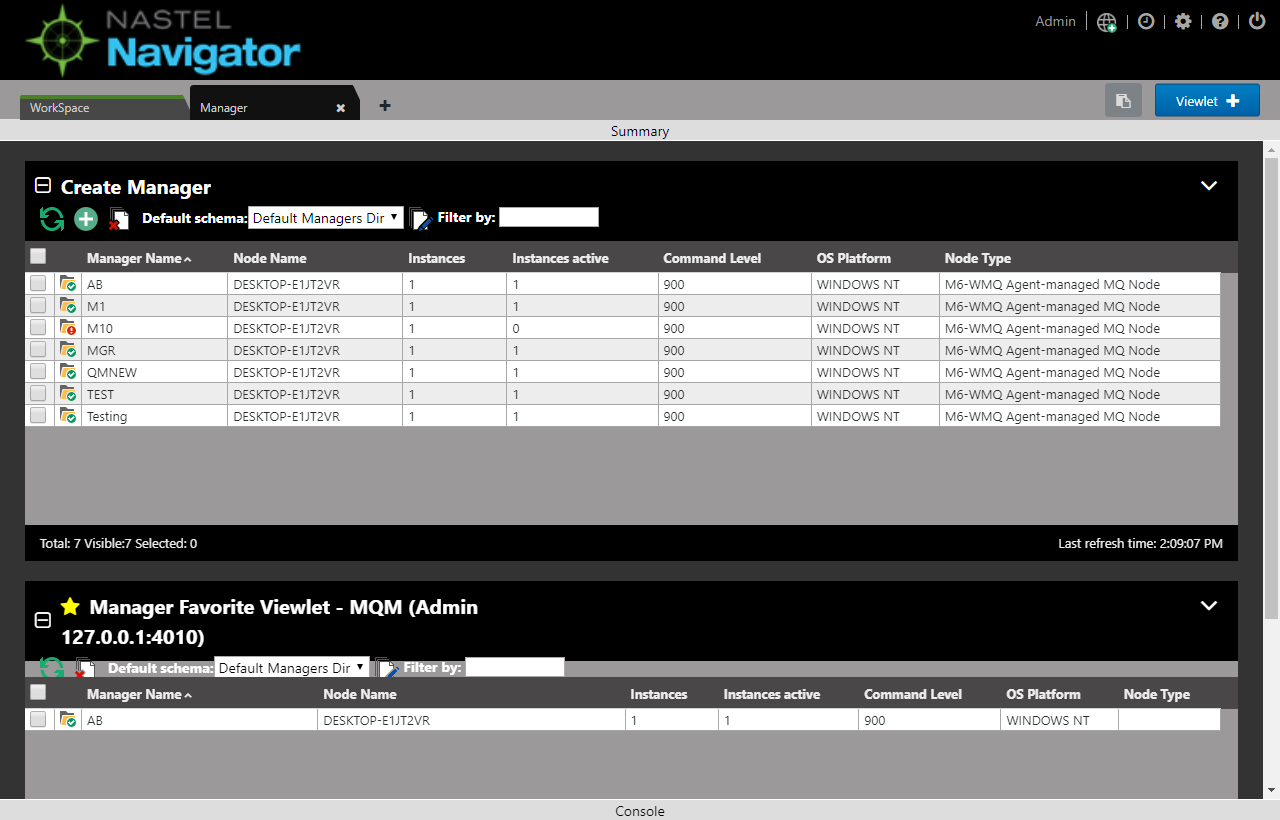 NASTEL
Navigator
Admin
WorkSpace
Manager
Viewlet
Summary
Create Manager
Default schema: Default Managers Dir Filter by:
Manager Name Node Name Instances Instances active Command Level OS Platform Node Type
AB DESKTOP-E1JT2VR 1 1 900 WINDOWS NT M6-WMQ Agent-managed MQ Node
M1 DESKTOP-E1JT2VR 1 1 900 WINDOWS NT M6-WMQ Agent-managed MQ Node
M10 DESKTOP-E1JT2VR 1 0 900 WINDOWS NT M6-WMQ Agent-managed MQ Node
MGR DESKTOP-E1JT2VR 1 1 900 WINDOWS NT M6-WMQ Agent-managed MQ Node
QMNEW DESKTOP-E1JT2VR 1 1 900 WINDOWS NT M6-WMQ Agent-managed MQ Node
TEST DESKTOP-E1JT2VR 1 1 900 WINDOWS NT M6-WMQ Agent-managed MQ Node
Testing DESKTOP-E1JT2VR 1 1 900 WINDOWS NT M6-WMQ Agent-managed MQ Node
Total: 7 Visible:7 Selected: 0 Last refresh time: 2:09:07 PM
Manager Favorite Viewlet - MQM (Admin
127.0.0.1:4010)
Default schema: Default Managers Dir Filter by:
Manager Name Node Name Instances Instances active Command Level OS Platform Node Type
AB DESKTOP-E1JT2VR 1 1 900 WINDOWS NT
Console